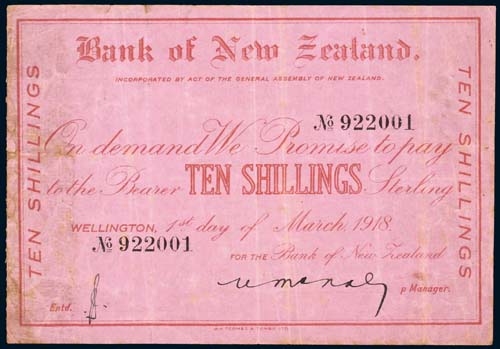 Bank of New Zealand.
INCORPORATED BY ACT OF THE GENERAL ASSEMBLY OF NEW ZEALAND.
TEN SHILLINGS
TEN SHILLINGS
No 922001
On demand We Promise to pay
to the Bearer TEN SHILLINGS Sterling
WELLINGTON, 1st day of March, 1918.
No 922001
FOR THE Bank of New Zealand
p Manager.
Entd.